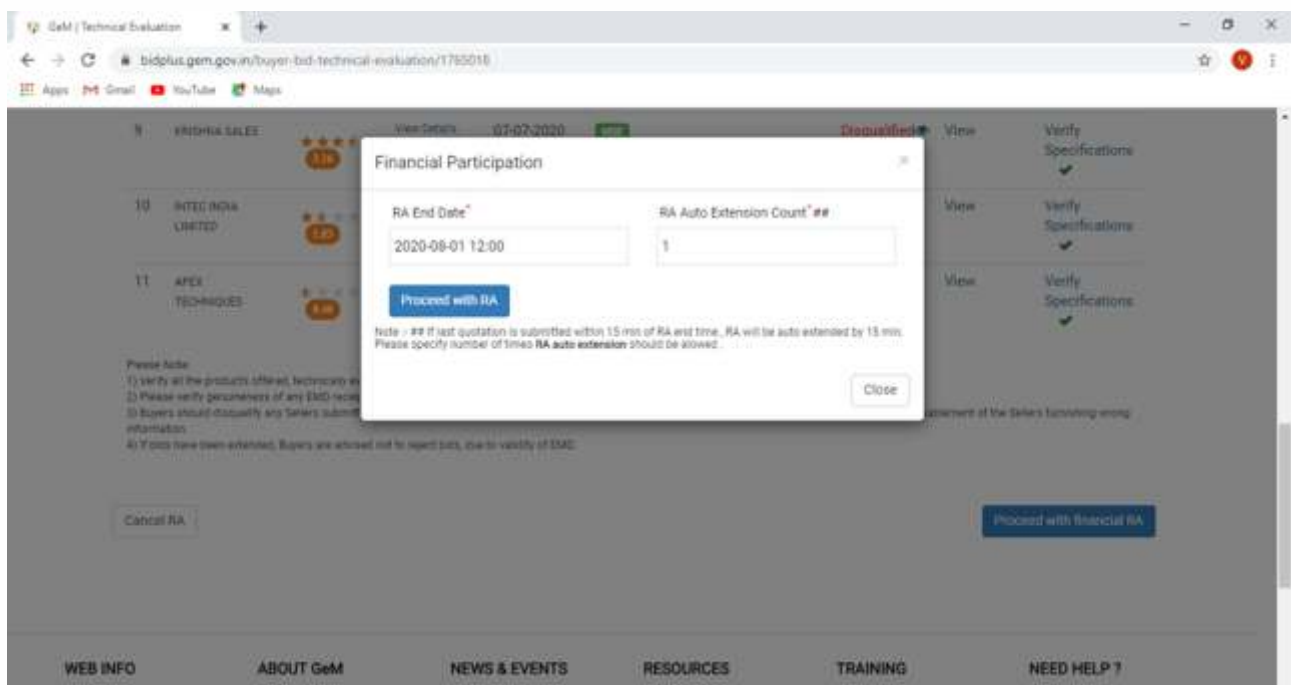 GeM | Technical Evaluation
bidplus.gem.gov.in/buyer-bid-technical-evaluation/1765016
V
Apps Gmail YouTube Maps
9 KRISHNA SALES View Details 07-07-2020 Disqualified View Verify
Specifications
Financial Participation ×
RA End Date* RA Auto Extension Count*##
2020-08-01 12:00 1
10 INTEC INDIA View Verify
LIMITED Specifications
11 APEX View Verify
TECHNIQUES Specifications
Proceed with RA
Note :- ## If last quotation is submitted within 15 min of RA end time., RA will be auto extended by 15 min.
Please specify number of times RA auto extension should be allowed .
Close
Please Note:
1) Verify all the products offered, technically
2) Please verify genuineness of any EMD
3) Buyers should disqualify any Sellers of the Sellers furnishing wrong
information.
4) If bids have been extended, Buyers are advised not to reject bids, due to validity of EMD.
Cancel RA Proceed with financial RA
WEB INFO ABOUT GeM NEWS & EVENTS RESOURCES TRAINING NEED HELP ?